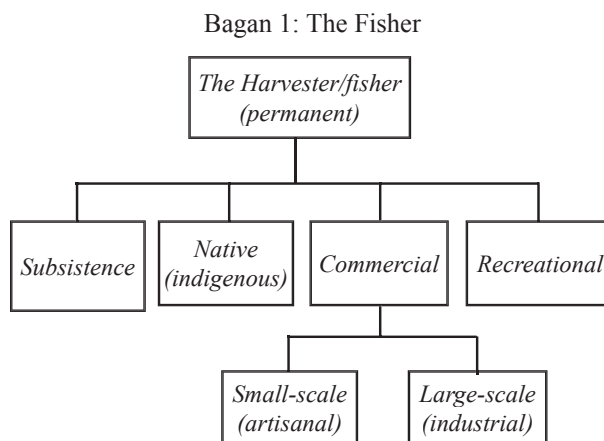 Bagan 1: The Fisher
The Harvester/fisher
(permanent)
Subsistence
Native
(indigenous)
Commercial
Recreational
Small-scale
(artisanal)
Large-scale
(industrial)